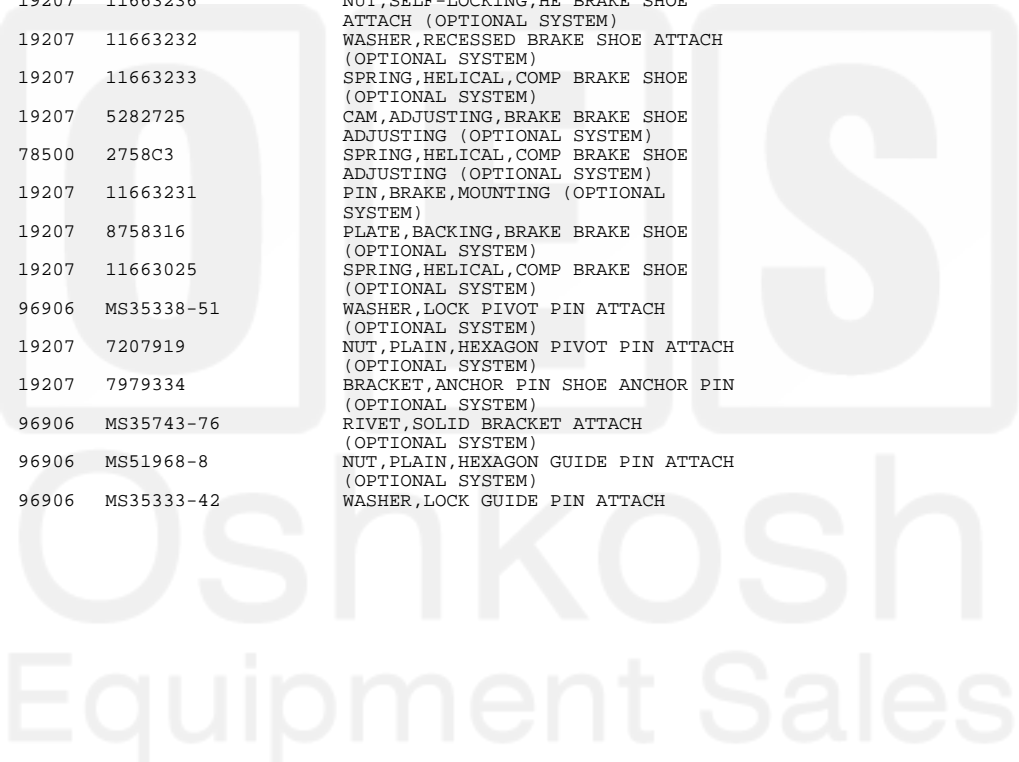 19207 11663236 NUT,SELF-LOCKING,HE BRAKE SHOE
ATTACH (OPTIONAL SYSTEM)
19207 11663232 WASHER,RECESSED BRAKE SHOE ATTACH
(OPTIONAL SYSTEM)
19207 11663233 SPRING,HELICAL,COMP BRAKE SHOE
(OPTIONAL SYSTEM)
19207 5282725 CAM,ADJUSTING,BRAKE BRAKE SHOE
ADJUSTING (OPTIONAL SYSTEM)
78500 2758C3 SPRING,HELICAL,COMP BRAKE SHOE
ADJUSTING (OPTIONAL SYSTEM)
19207 11663231 PIN,BRAKE,MOUNTING (OPTIONAL
SYSTEM)
19207 8758316 PLATE,BACKING,BRAKE BRAKE SHOE
(OPTIONAL SYSTEM)
19207 11663025 SPRING,HELICAL,COMP BRAKE SHOE
(OPTIONAL SYSTEM)
96906 MS35338-51 WASHER,LOCK PIVOT PIN ATTACH
(OPTIONAL SYSTEM)
19207 7207919 NUT,PLAIN,HEXAGON PIVOT PIN ATTACH
(OPTIONAL SYSTEM)
19207 7979334 BRACKET,ANCHOR PIN SHOE ANCHOR PIN
(OPTIONAL SYSTEM)
96906 MS35743-76 RIVET,SOLID BRACKET ATTACH
(OPTIONAL SYSTEM)
96906 MS51968-8 NUT,PLAIN,HEXAGON GUIDE PIN ATTACH
(OPTIONAL SYSTEM)
96906 MS35333-42 WASHER,LOCK GUIDE PIN ATTACH
OES
Oshkosh
Equipment Sales